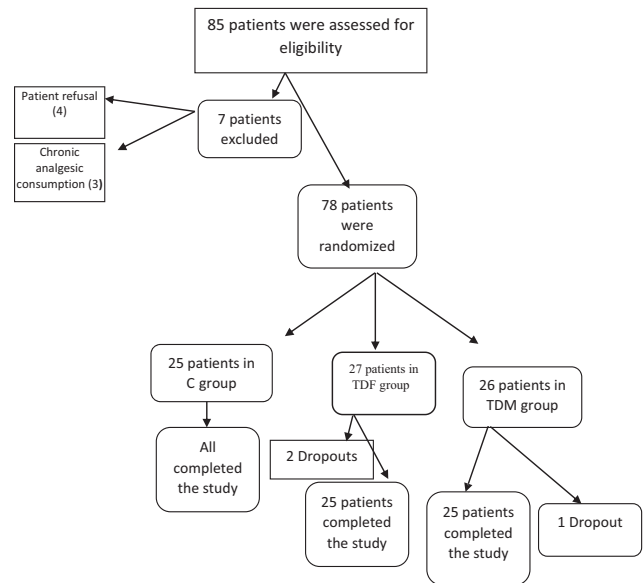 85 patients were assessed for
eligibility
Patient refusal
(4)
7 patients
excluded
Chronic
analgesic
consumption (3)
78 patients
were
randomized
25 patients in
C group
27 patients in
TDF group
26 patients in
TDM group
All
completed
the study
2 Dropouts
25 patients
completed
the study
25 patients
completed
the study
1 Dropout